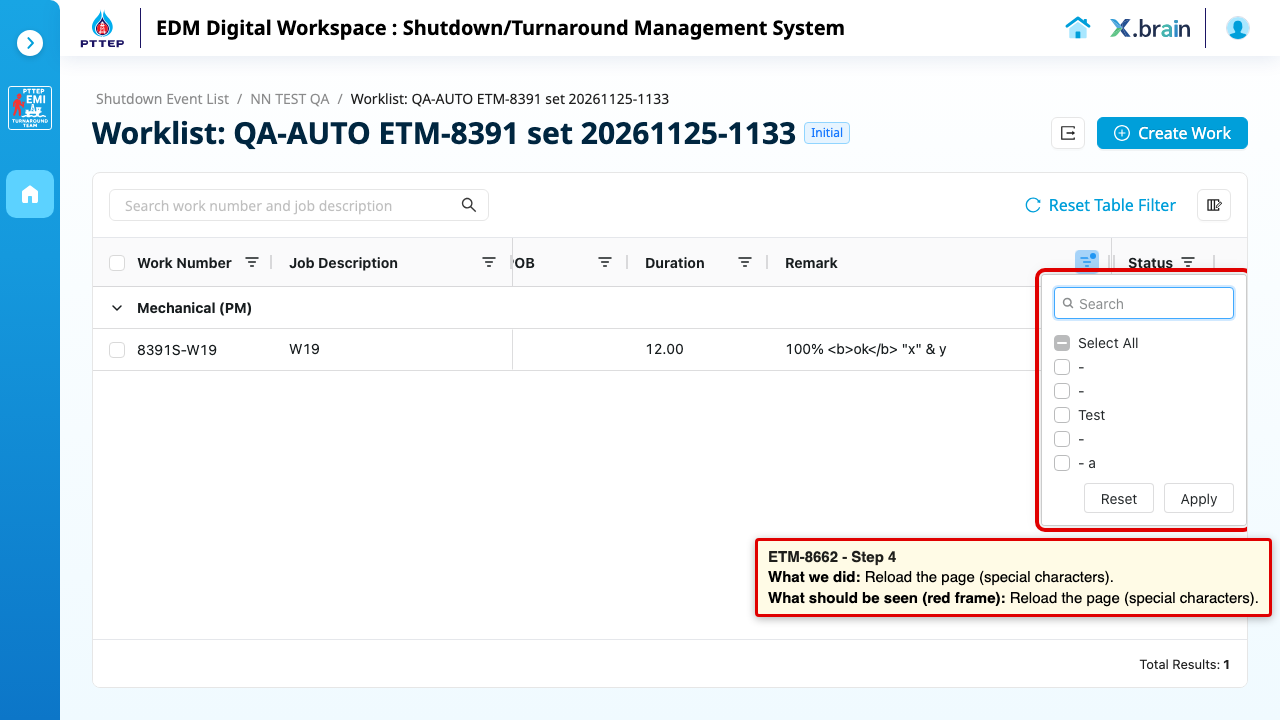 PTTEP
EDM Digital Workspace : Shutdown/Turnaround Management System
X.brain
PTTEP
EMI
TURNAROUND
TEAM
Shutdown Event List / NN TEST QA / Worklist: QA-AUTO ETM-8391 set 20261125-1133
Worklist: QA-AUTO ETM-8391 set 20261125-1133 Initial
Create Work
Search work number and job description
Reset Table Filter
Work Number Job Description POB Duration Remark Status
Mechanical (PM)
8391S-W19 W19 12.00 100% <b>ok</b> "x" & y
Search
Select All
-
-
Test
-
- a
Reset Apply
ETM-8662 - Step 4
What we did: Reload the page (special characters).
What should be seen (red frame): Reload the page (special characters).
Total Results: 1